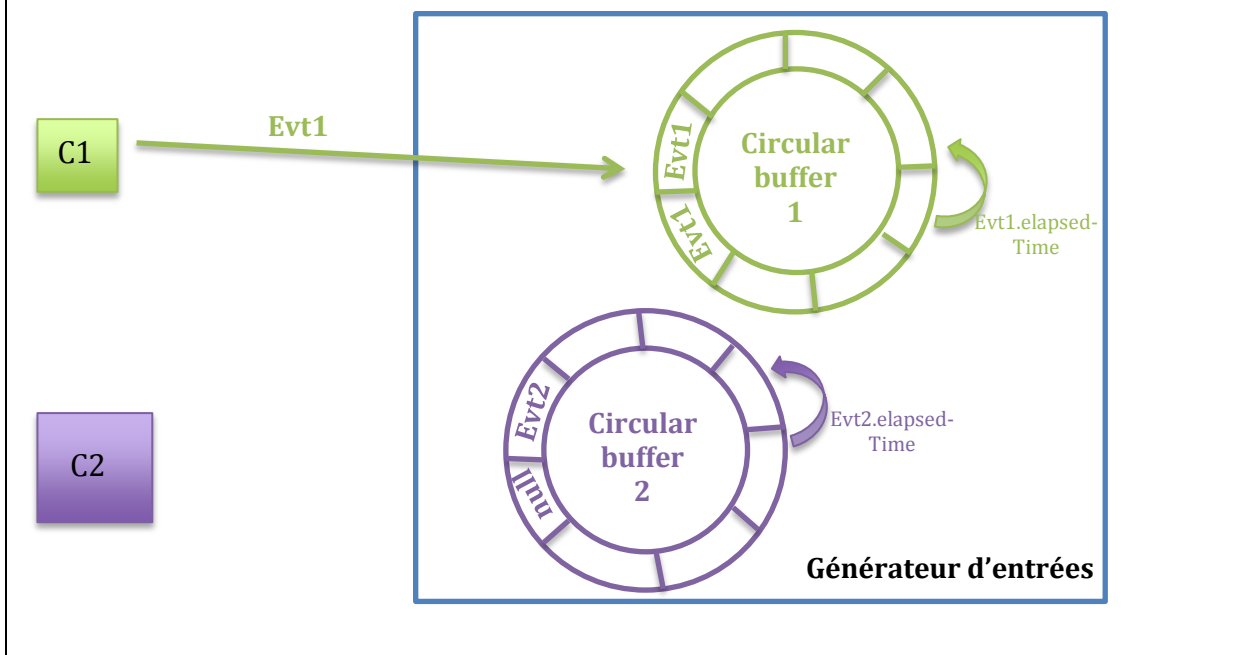 C1
Evt1
Evt1
Evt1
Circular
buffer
1
Evt1.elapsed-
Time
C2
Evt2
null
Circular
buffer
2
Evt2.elapsed-
Time
Générateur d'entrées